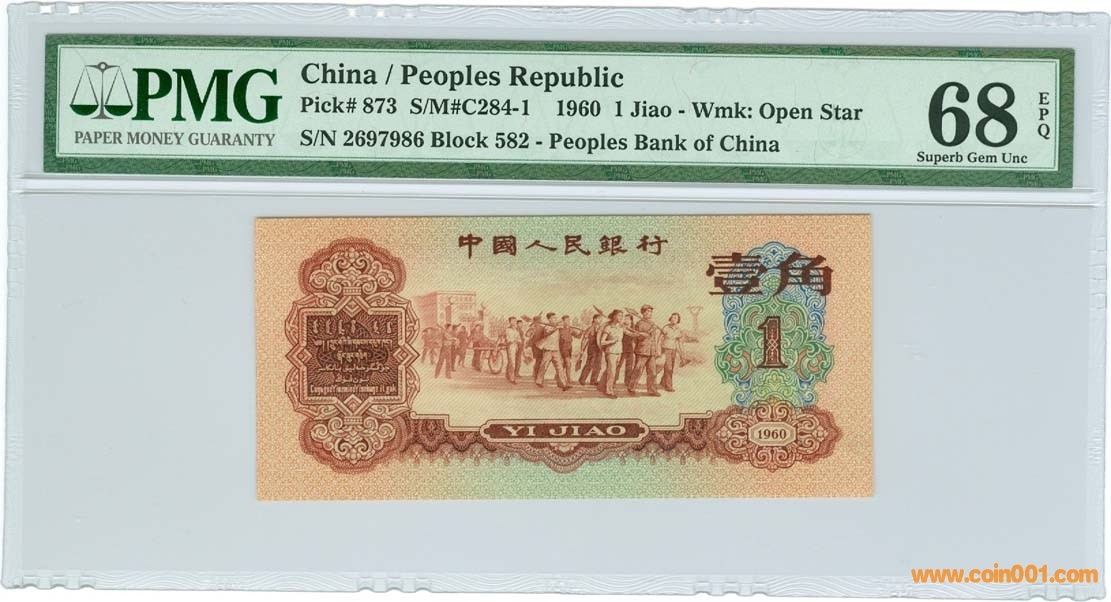 PMG
PAPER MONEY GUARANTY
China / Peoples Republic
Pick# 873 S/M#C284-1 1960 1 Jiao - Wmk: Open Star
S/N 2697986 Block 582 - Peoples Bank of China
68
EPQ
Superb Gem Unc
中國人民銀行
壹角
1
YI JIAO
1960
www.coin001.com